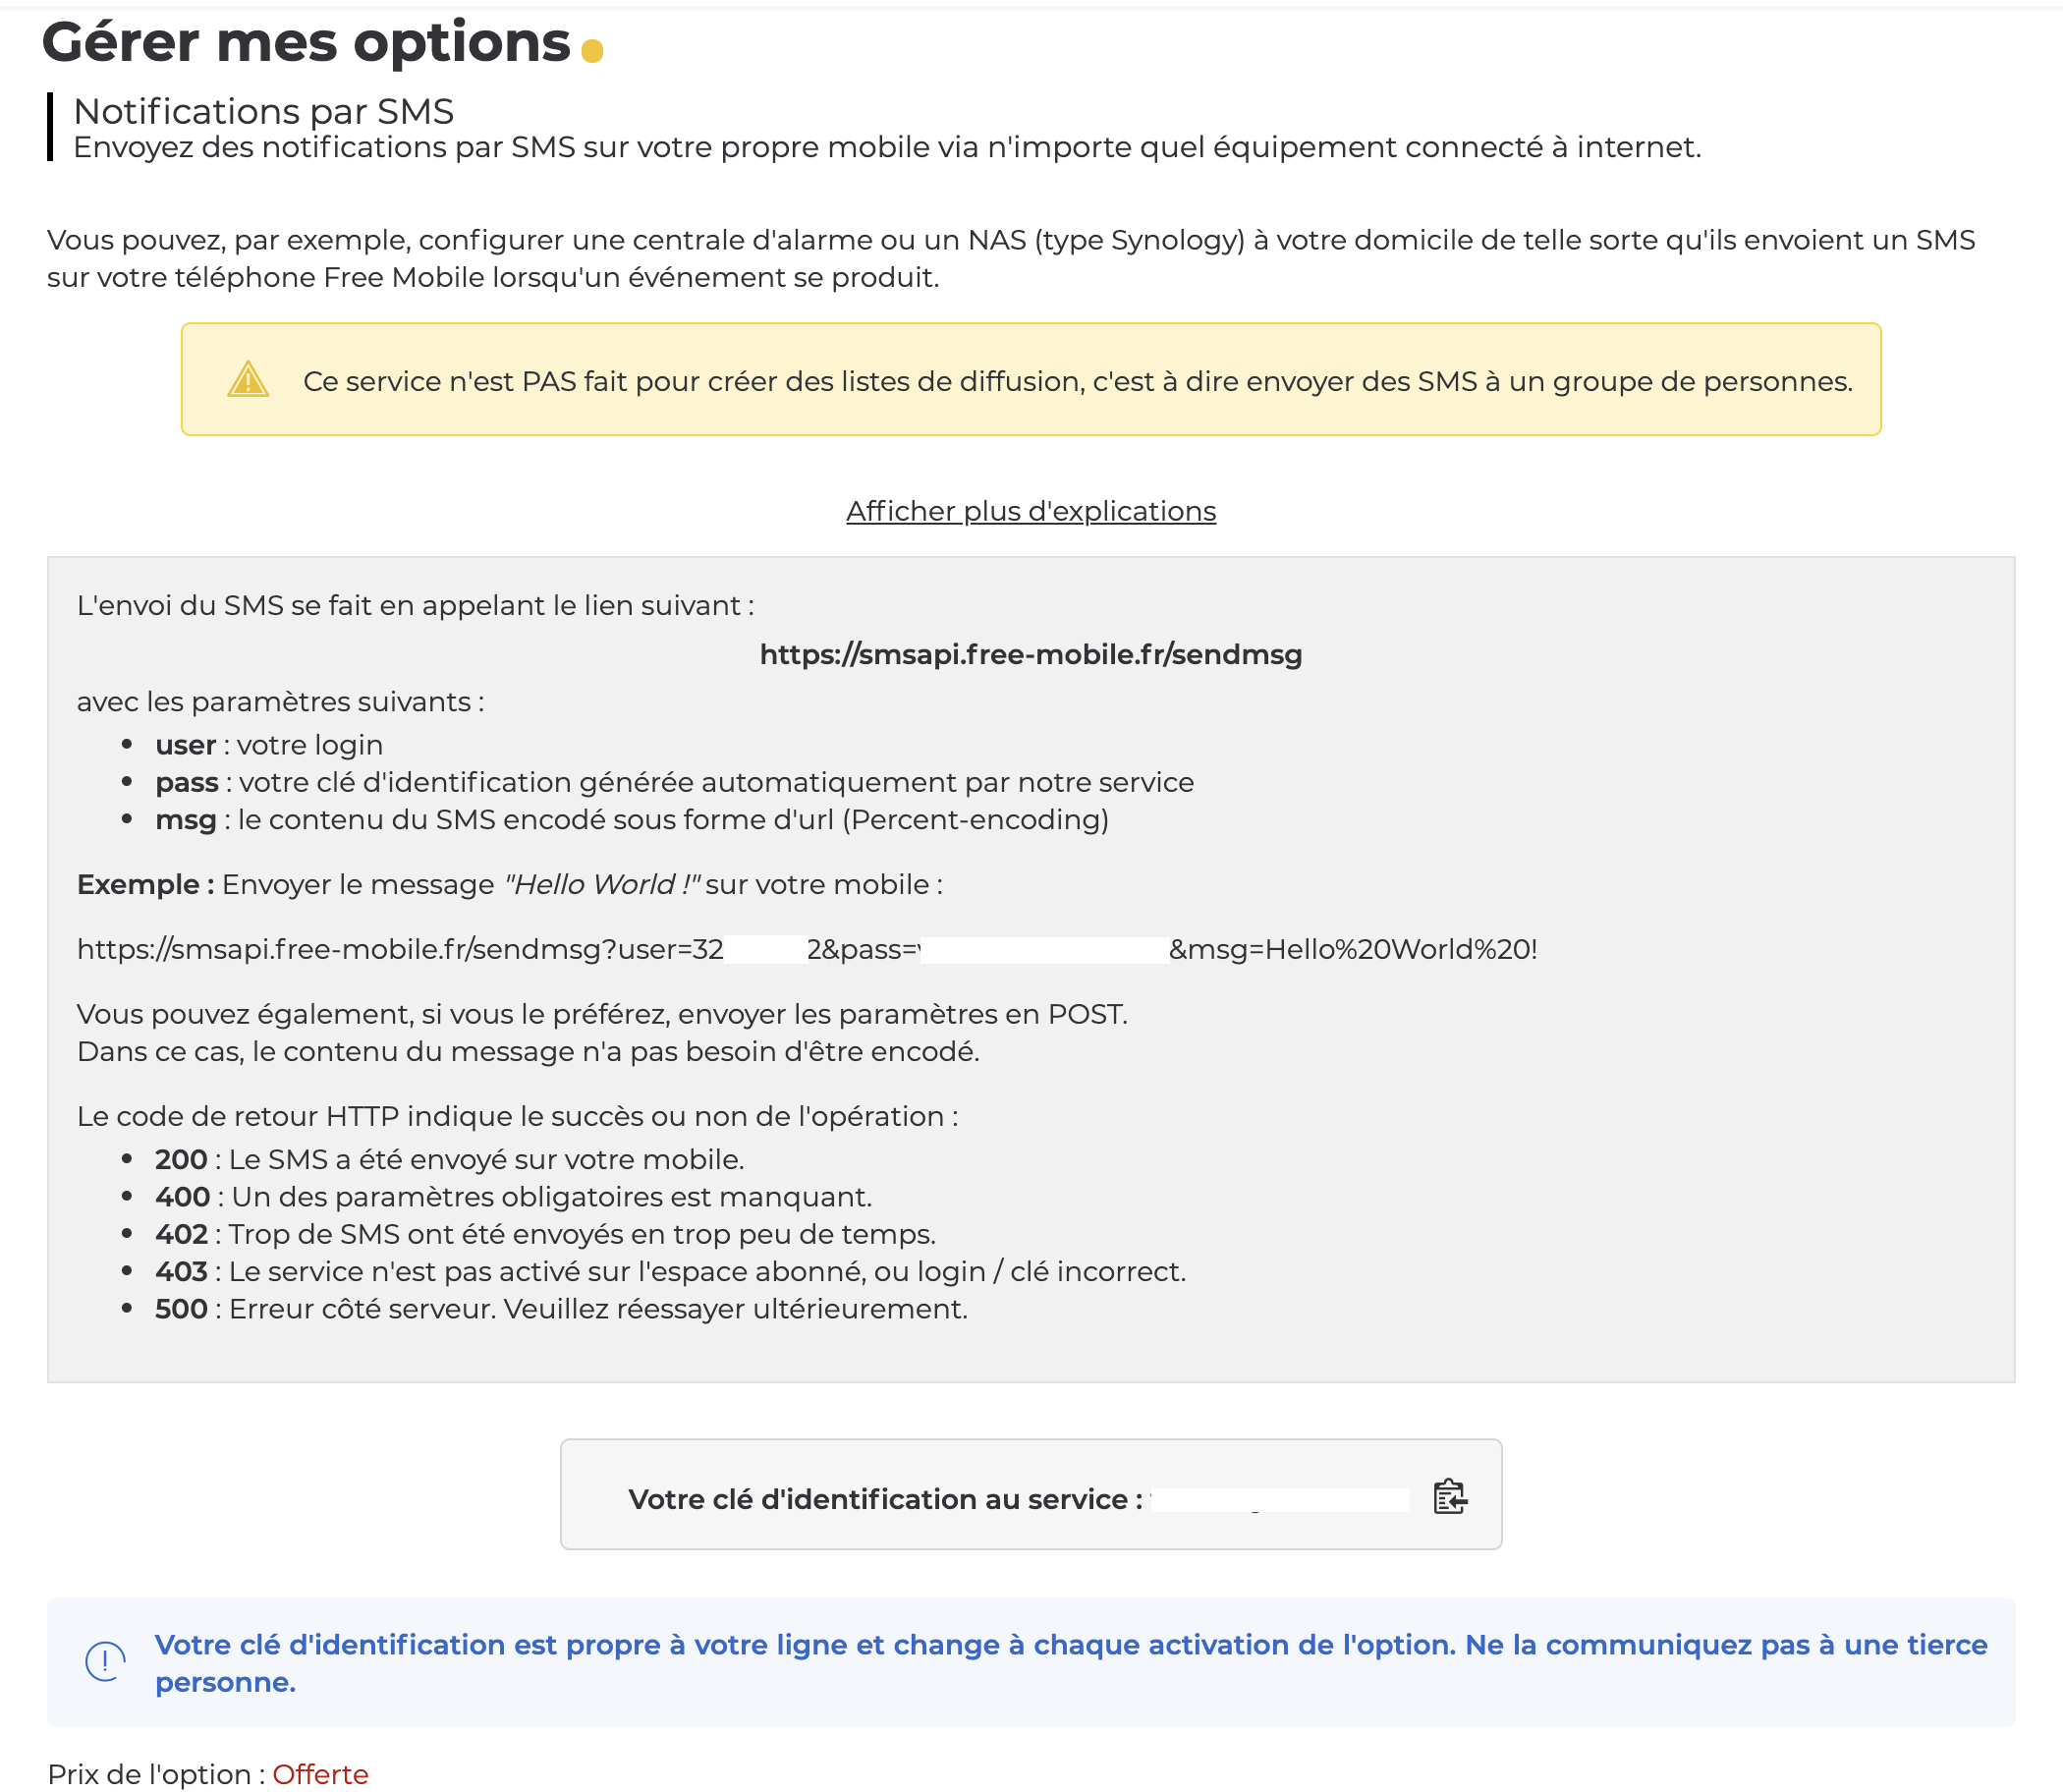 Gérer mes options
Notifications par SMS
Envoyez des notifications par SMS sur votre propre mobile via n'importe quel équipement connecté à internet.
Vous pouvez, par exemple, configurer une centrale d'alarme ou un NAS (type Synology) à votre domicile de telle sorte qu'ils envoient un SMS
sur votre téléphone Free Mobile lorsqu'un événement se produit.
Ce service n'est PAS fait pour créer des listes de diffusion, c'est à dire envoyer des SMS à un groupe de personnes.
Afficher plus d'explications
L'envoi du SMS se fait en appelant le lien suivant :
https://smsapi.free-mobile.fr/sendmsg
avec les paramètres suivants :
• user : votre login
• pass : votre clé d'identification générée automatiquement par notre service
• msg : le contenu du SMS encodé sous forme d'url (Percent-encoding)
Exemple : Envoyer le message "Hello World !" sur votre mobile :
https://smsapi.free-mobile.fr/sendmsg?user=32 2&pass= &msg=Hello%20World%20!
Vous pouvez également, si vous le préférez, envoyer les paramètres en POST.
Dans ce cas, le contenu du message n'a pas besoin d'être encodé.
Le code de retour HTTP indique le succès ou non de l'opération :
• 200 : Le SMS a été envoyé sur votre mobile.
• 400 : Un des paramètres obligatoires est manquant.
• 402 : Trop de SMS ont été envoyés en trop peu de temps.
• 403 : Le service n'est pas activé sur l'espace abonné, ou login / clé incorrect.
• 500 : Erreur côté serveur. Veuillez réessayer ultérieurement.
Votre clé d'identification au service :
Votre clé d'identification est propre à votre ligne et change à chaque activation de l'option. Ne la communiquez pas à une tierce
personne.
Prix de l'option : Offerte